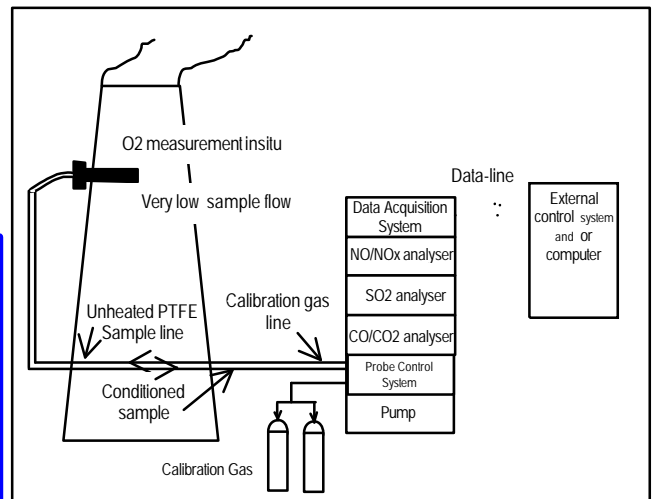 O2 measurement insitu
Very low sample flow
Data-line
External
control system
and or
computer
Data Acquisition
System
NO/NOx analyser
SO2 analyser
CO/CO2 analyser
Probe Control
System
Pump
Calibration gas
line
Unheated PTFE
Sample line
Conditioned
sample
Calibration Gas